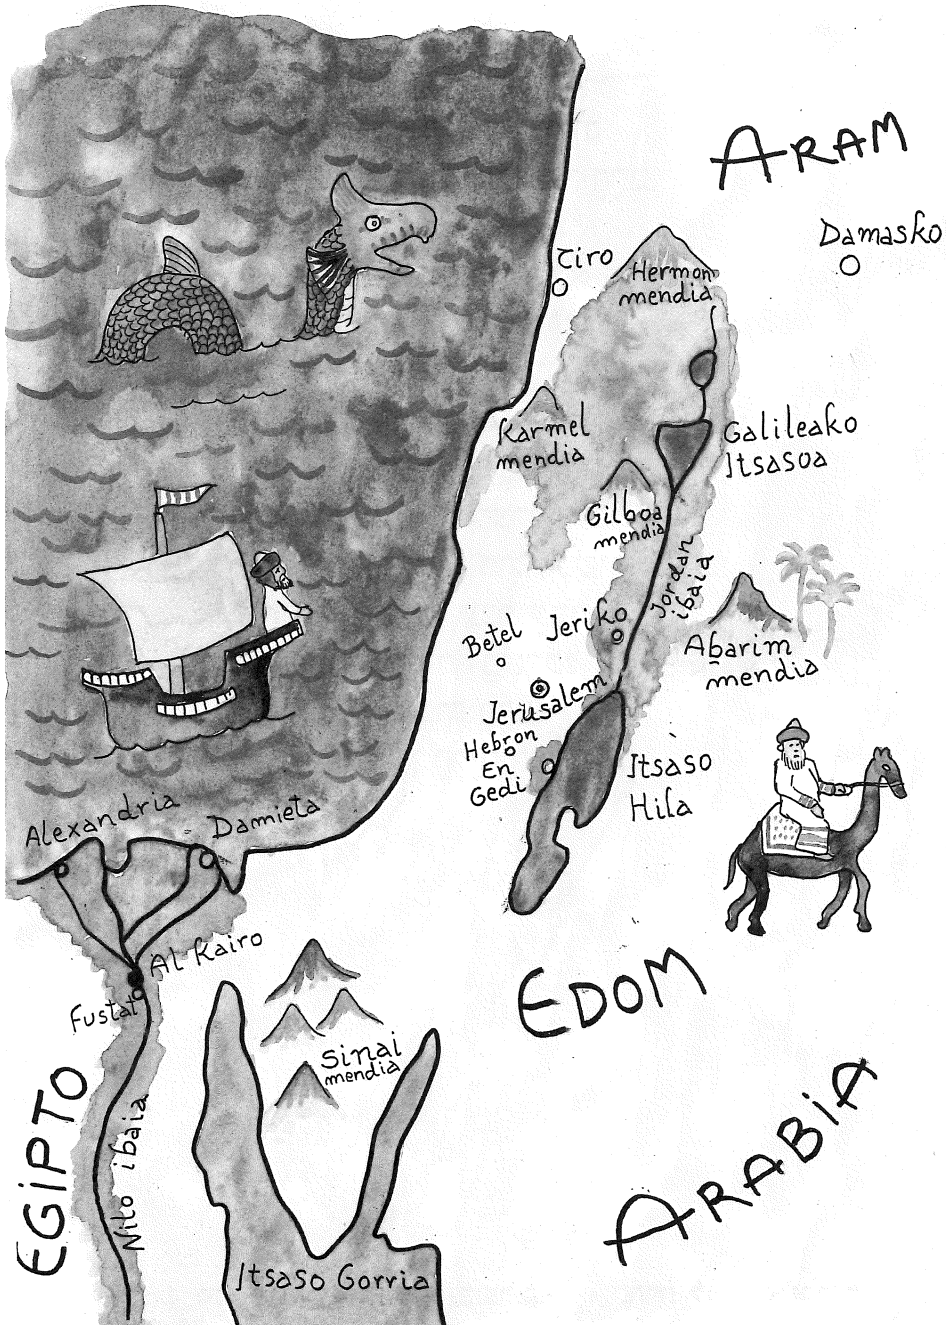 ARAM
Damasko
Tiro
Hermon
mendia
Karmel
mendia
Galileako
Itsasoa
Gilboa
mendia
Jordan
ibaia
Betel
Jeriko
Abarim
mendia
Jerusalem
Hebron
En
Gedi
Itsaso
Hila
Alexandria
Damieta
Al Kairo
Fustat
EDOM
Sinai
mendia
EGIPTO
Nilo ibaia
ARABIA
Itsaso Gorria